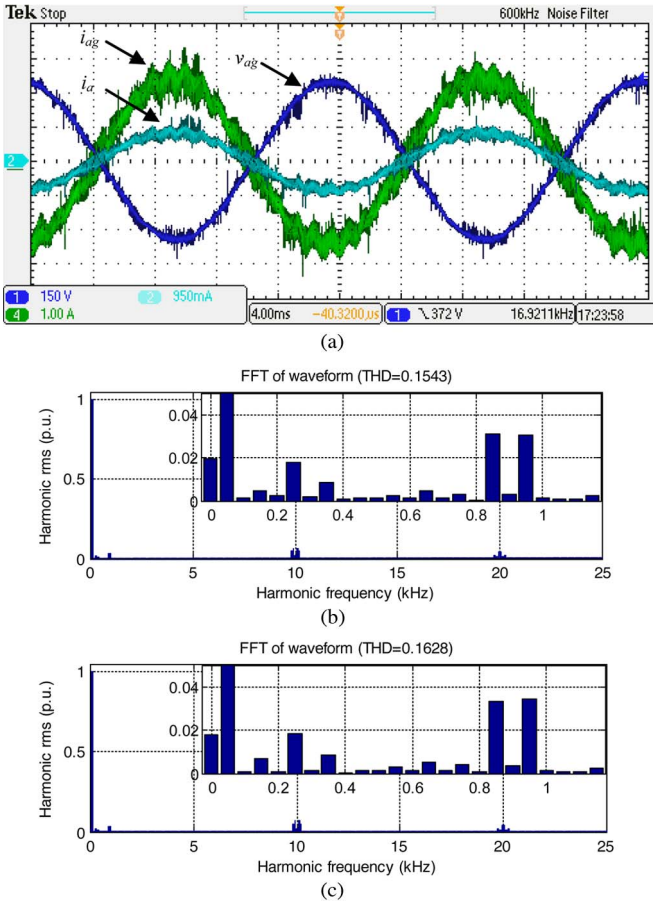 Tek Stop 600kHz Noise Filter
i_ag
v_ag
i_a
2
1 150 V 2 950mA
4 1.00 A 4.00ms -40.3200μs 1 372 V 16.9211kHz 17:23:58
(a)
FFT of waveform (THD=0.1543)
Harmonic rms (p.u.)
1
0.5
0
0.04
0.02
0
0 0.2 0.4 0.6 0.8 1
0 5 10 15 20 25
Harmonic frequency (kHz)
(b)
FFT of waveform (THD=0.1628)
Harmonic rms (p.u.)
1
0.5
0
0.04
0.02
0
0 0.2 0.4 0.6 0.8 1
0 5 10 15 20 25
Harmonic frequency (kHz)
(c)